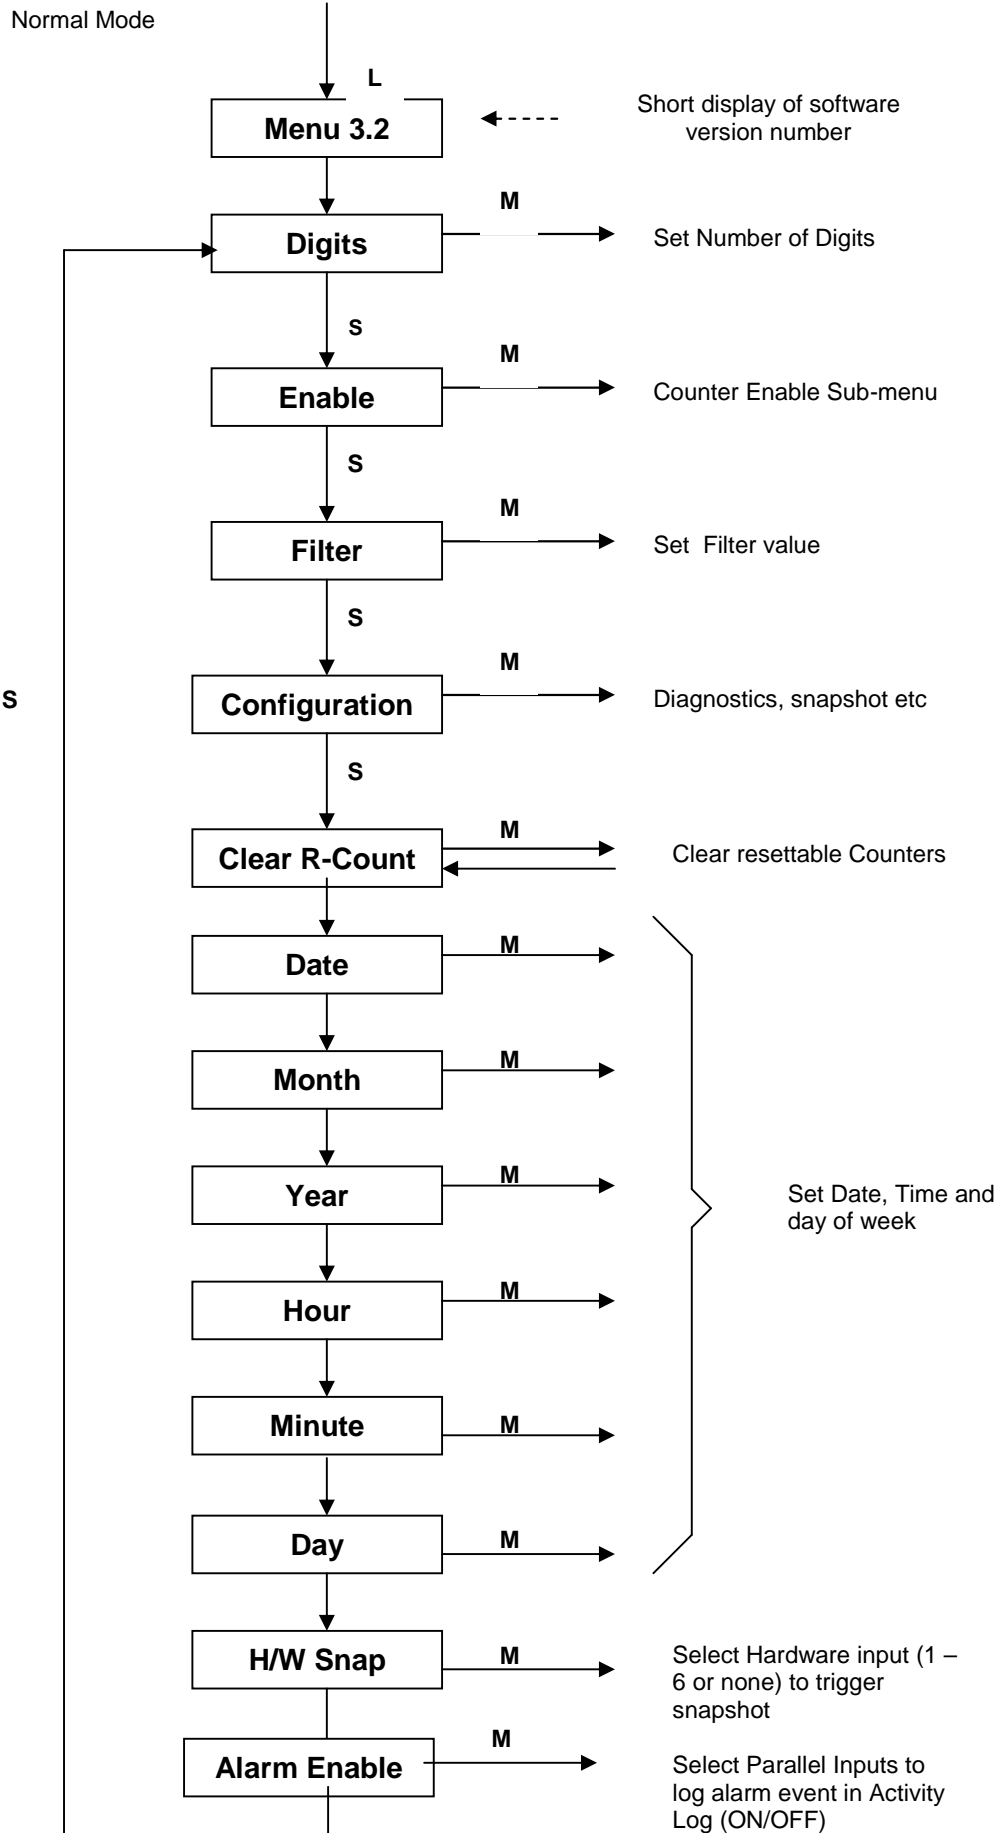 Normal Mode
L
Menu 3.2
Short display of software
version number
M
Digits
Set Number of Digits
S
M
Enable
Counter Enable Sub-menu
S
M
Filter
Set  Filter value
S
M
S
Configuration
Diagnostics, snapshot etc
S
M
Clear R-Count
Clear resettable Counters
M
Date
M
Month
M
Year
Set Date, Time and
day of week
M
Hour
M
Minute
M
Day
M
H/W Snap
Select Hardware input (1 –
6 or none) to trigger
snapshot
M
Alarm Enable
Select Parallel Inputs to
log alarm event in Activity
Log (ON/OFF)